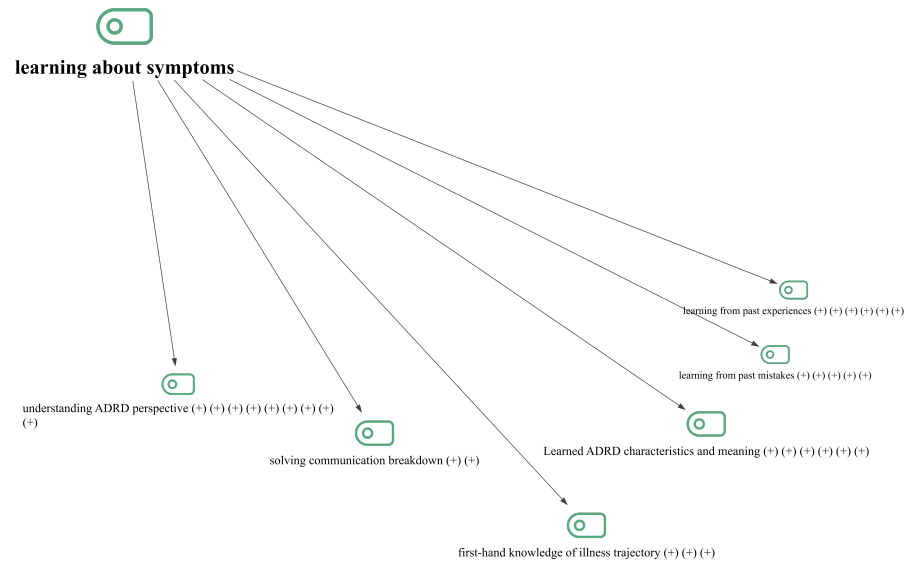 learning about symptoms
learning from past experiences (+) (+) (+) (+) (+) (+)
learning from past mistakes (+) (+) (+) (+) (+)
understanding ADRD perspective (+) (+) (+) (+) (+) (+) (+) (+)
(+)
Learned ADRD characteristics and meaning (+) (+) (+) (+) (+) (+)
solving communication breakdown (+) (+)
first-hand knowledge of illness trajectory (+) (+) (+)